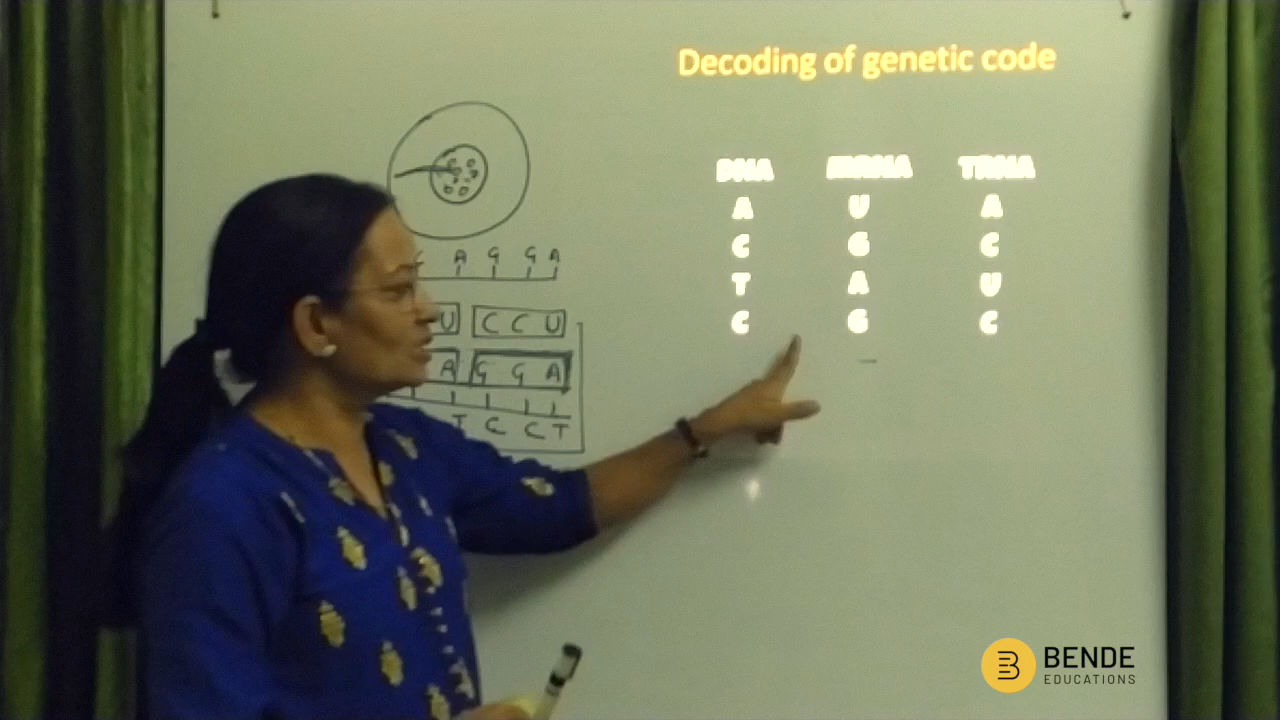 Decoding of genetic code
DNA MRNA TRNA
A U A
C G C
T A U
C G C
A G G A
U C C U
A G G A
T C C T
BENDE
EDUCATIONS